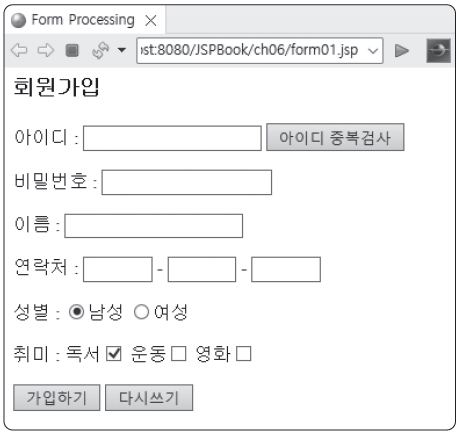 Form Processing
ost:8080/JSPBook/ch06/form01.jsp
회원가입
아이디 : 아이디 중복검사
비밀번호 :
이름 :
연락처 : - -
성별 : 남성 여성
취미 : 독서 운동 영화
가입하기 다시쓰기